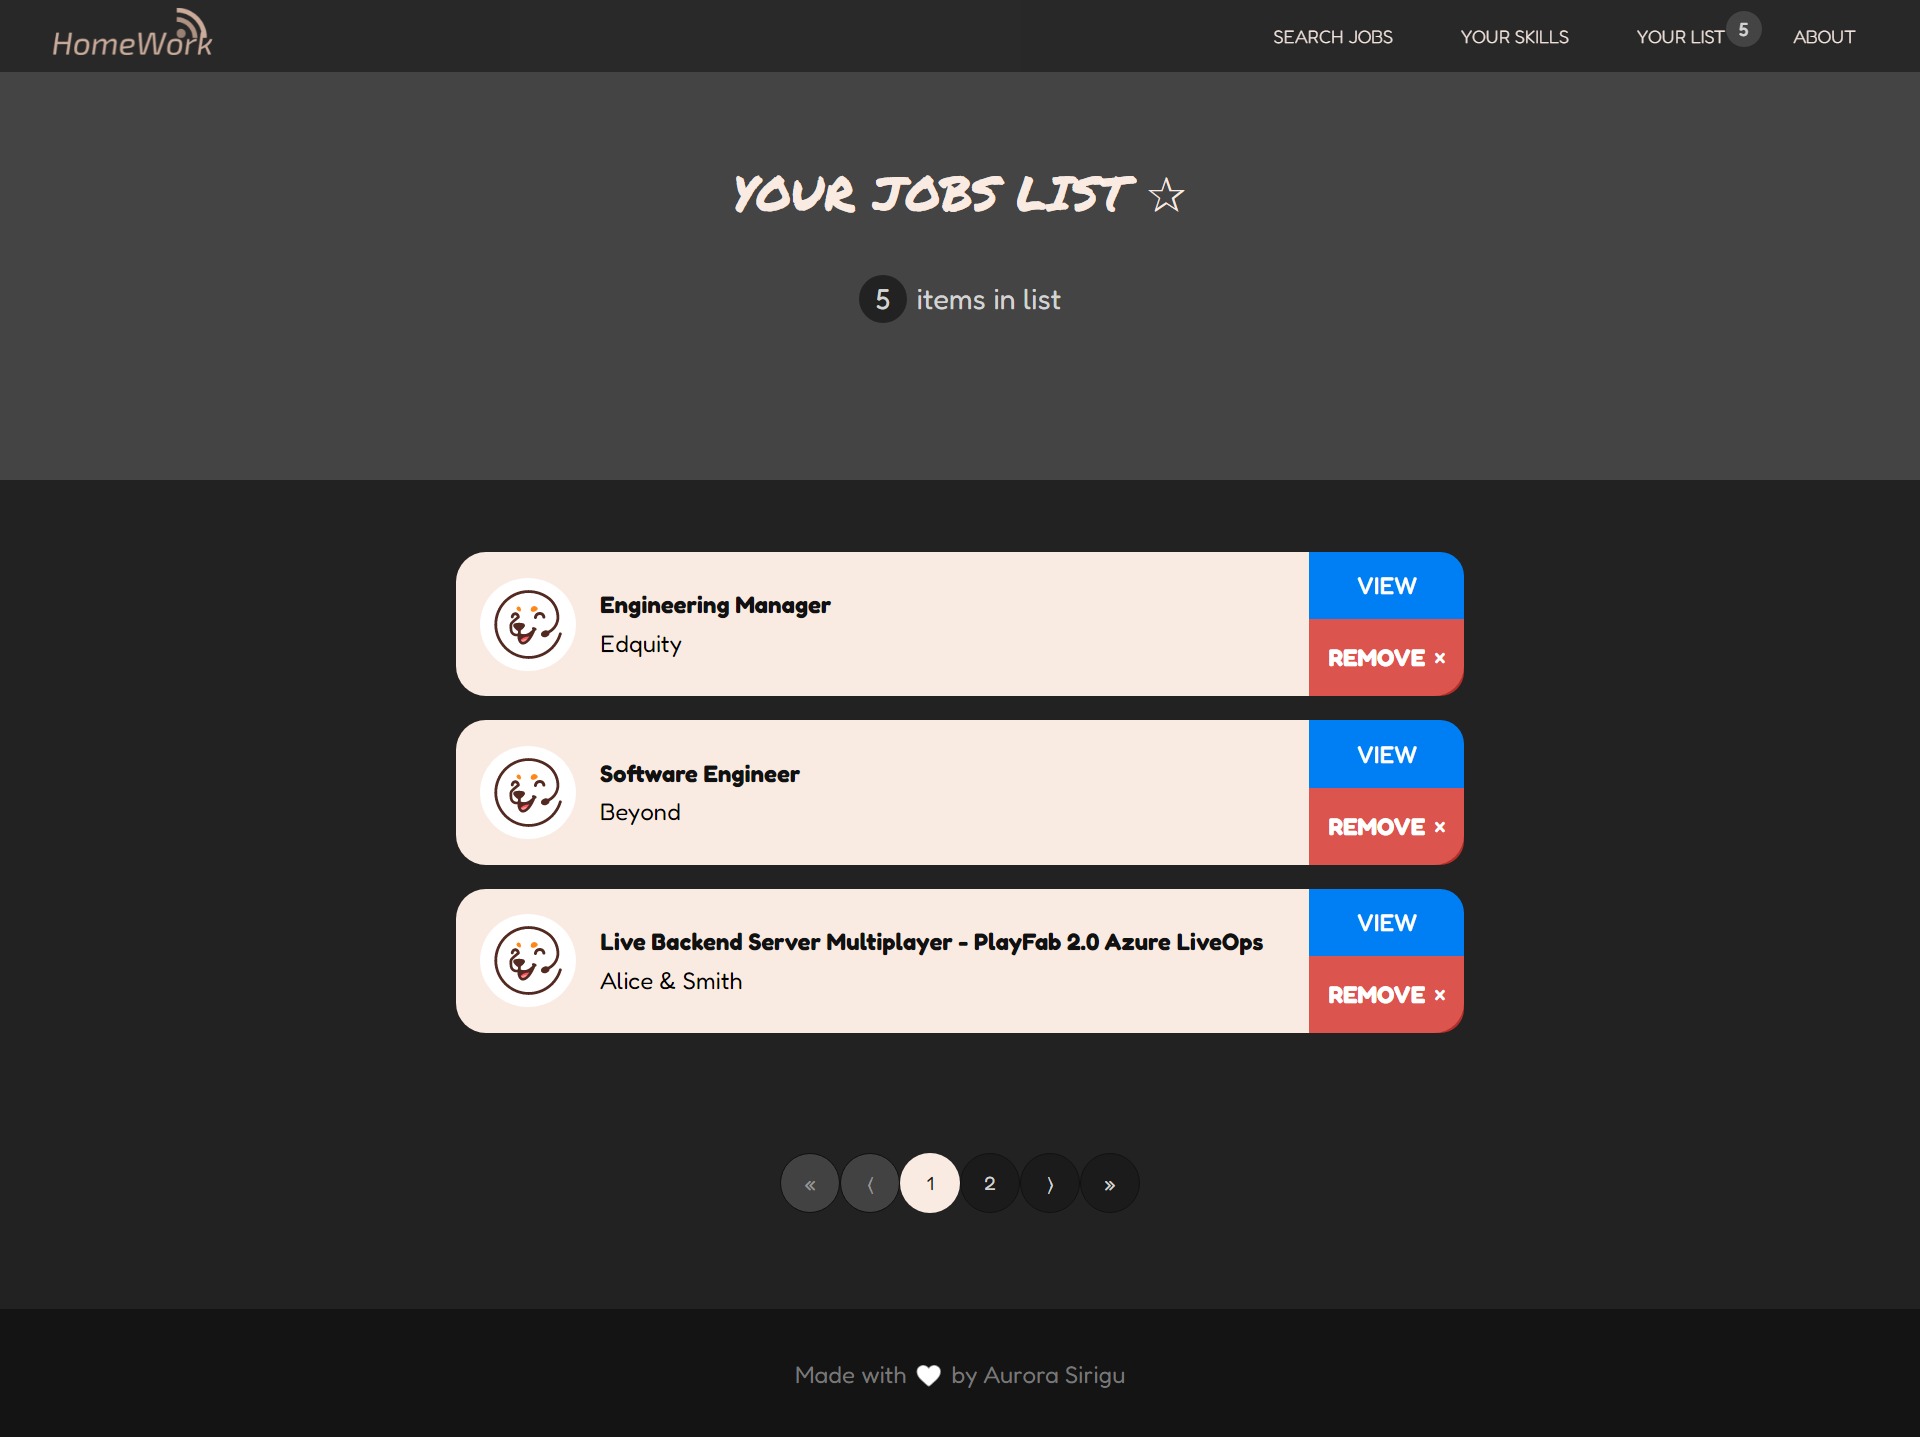 HomeWork
SEARCH JOBS YOUR SKILLS YOUR LIST 5 ABOUT
YOUR JOBS LIST ☆
5 items in list
Engineering Manager
Edquity
VIEW
REMOVE ×
Software Engineer
Beyond
VIEW
REMOVE ×
Live Backend Server Multiplayer - PlayFab 2.0 Azure LiveOps
Alice & Smith
VIEW
REMOVE ×
« ⟨ 1 2 ⟩ »
Made with 🤍 by Aurora Sirigu